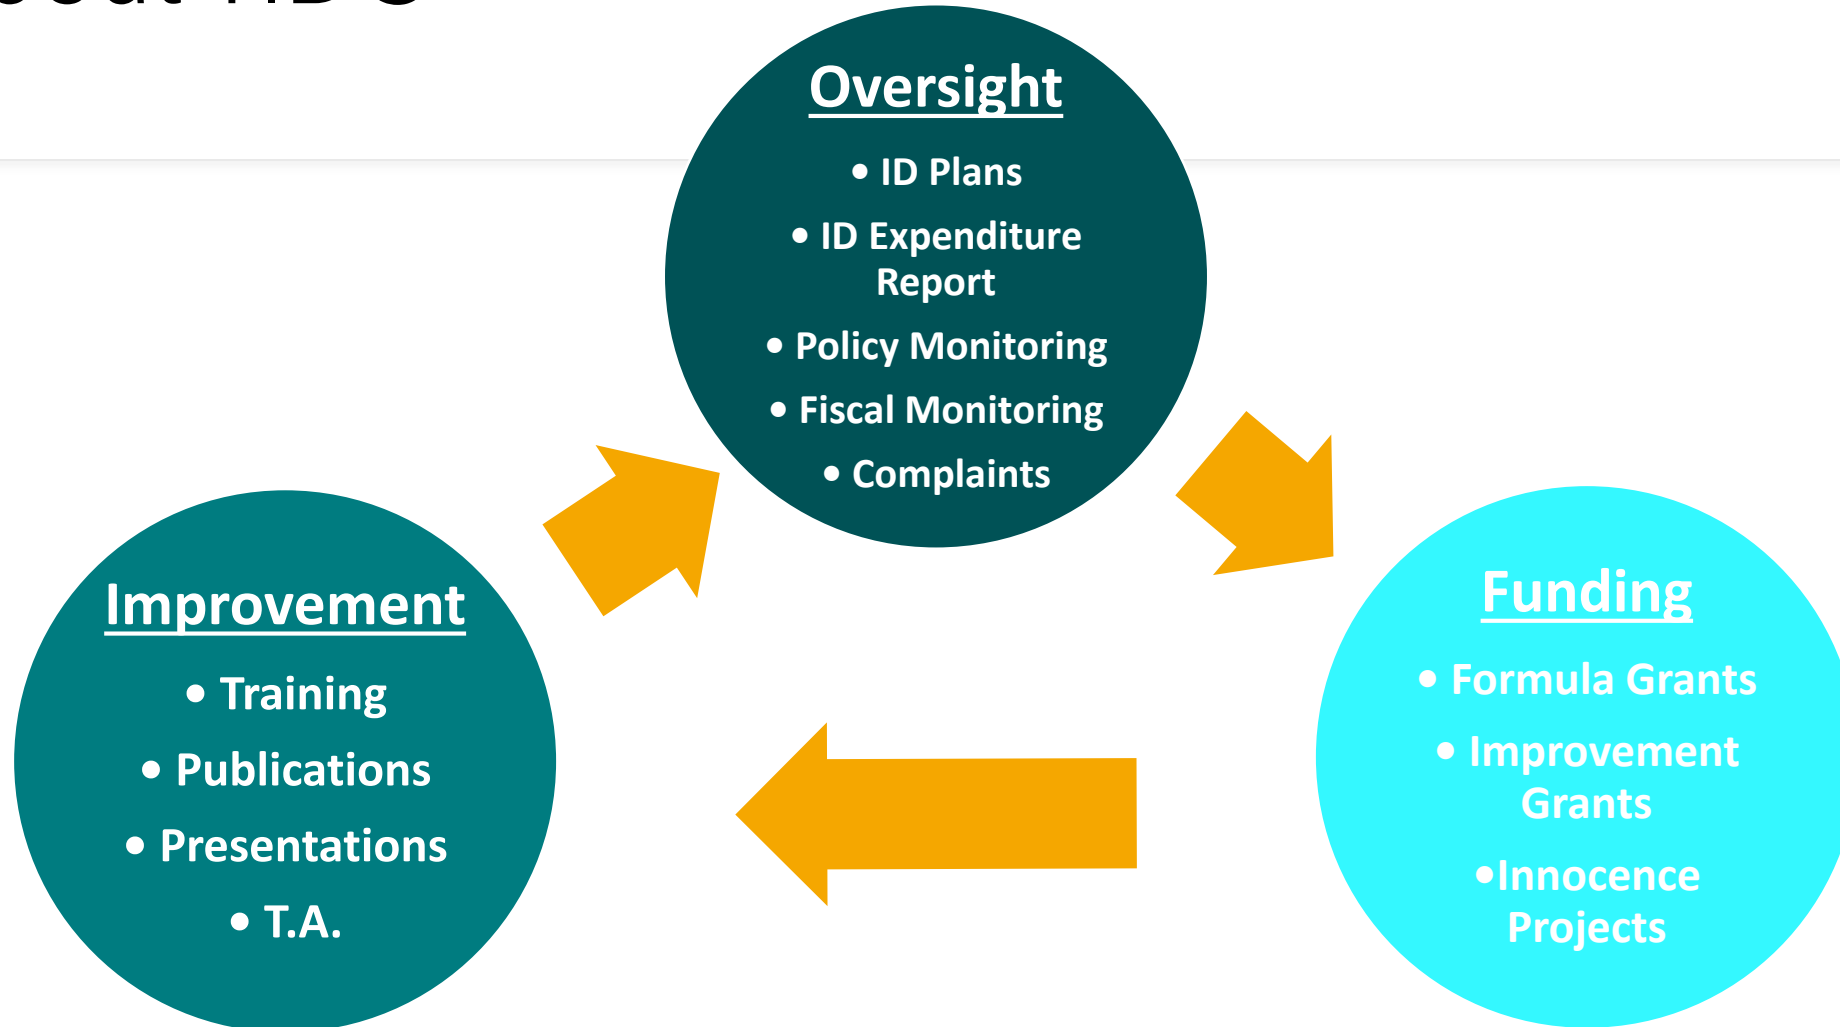 Oversight
• ID Plans
• ID Expenditure
Report
• Policy Monitoring
• Fiscal Monitoring
• Complaints
Improvement
• Training
• Publications
• Presentations
• T.A.
Funding
• Formula Grants
• Improvement
Grants
•Innocence
Projects